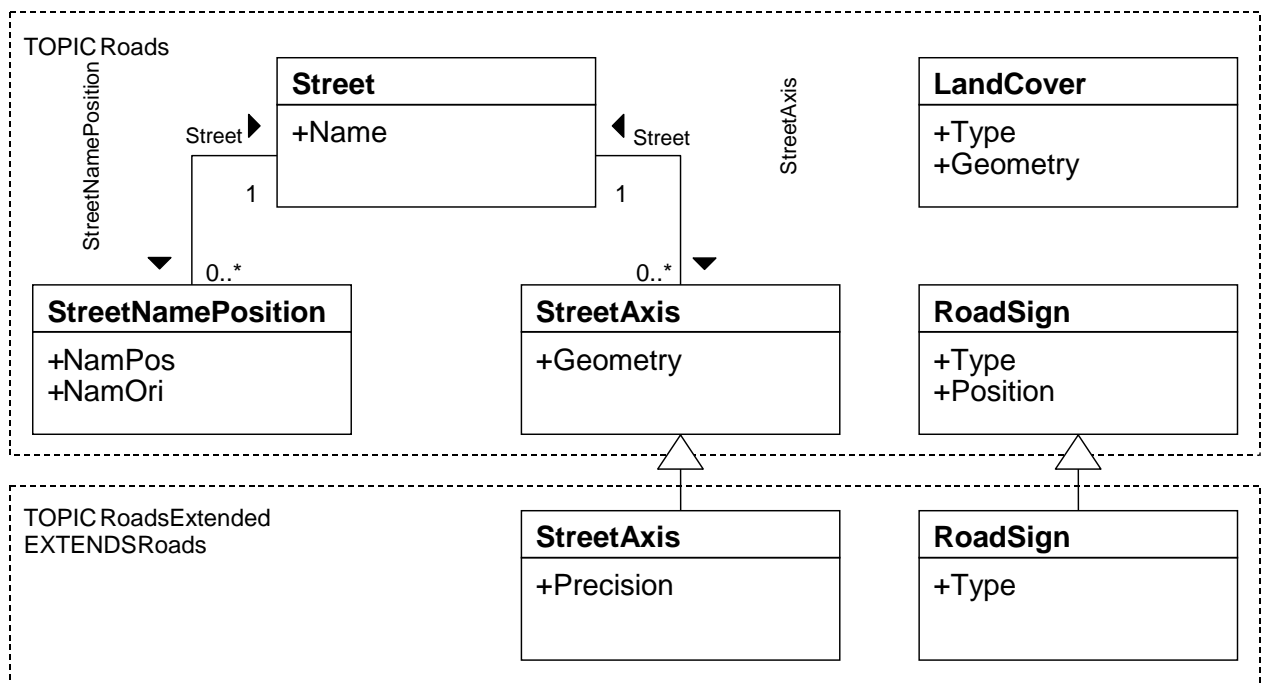 TOPIC Roads
StreetNamePosition
Street
+Name
Street
1
Street
1
StreetAxis
LandCover
+Type
+Geometry
0..*
0..*
StreetNamePosition
+NamPos
+NamOri
StreetAxis
+Geometry
RoadSign
+Type
+Position
TOPIC RoadsExtended
EXTENDSRoads
StreetAxis
+Precision
RoadSign
+Type